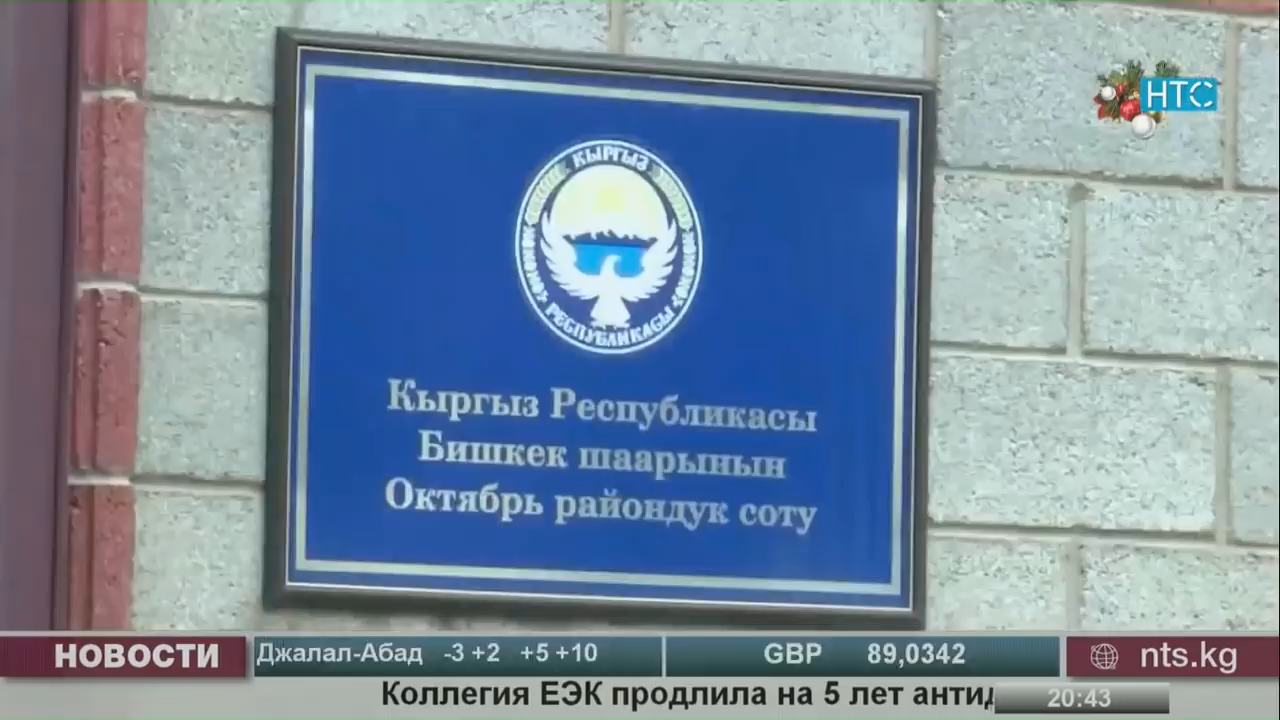 НТС
КЫРГЫЗ
РЕСПУБЛИКАСЫ
Кыргыз Республикасы
Бишкек шаарынын
Октябрь райондук соту
НОВОСТИ
Джалал-Абад -3 +2 +5 +10
GBP 89,0342
nts.kg
Коллегия ЕЭК продлила на 5 лет
20:43